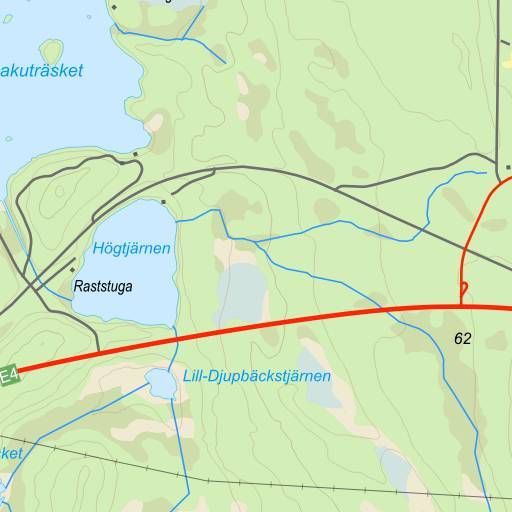 akuträsket
Högtjärnen
Raststuga
62
E4
Lill-Djupbäckstjärnen
sket